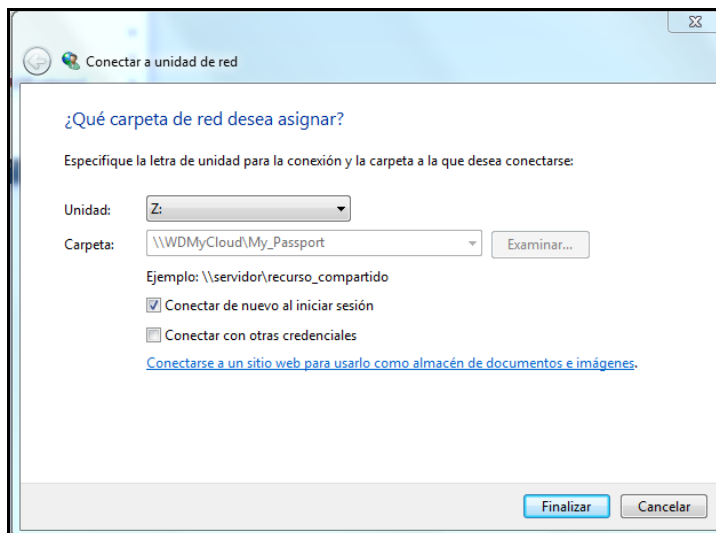 Conectar a unidad de red
¿Qué carpeta de red desea asignar?
Especifique la letra de unidad para la conexión y la carpeta a la que desea conectarse:
Unidad: Z:
Carpeta: \\WDMyCloud\My_Passport Examinar...
Ejemplo: \\servidor\recurso_compartido
Conectar de nuevo al iniciar sesión
Conectar con otras credenciales
Conectarse a un sitio web para usarlo como almacén de documentos e imágenes.
Finalizar Cancelar